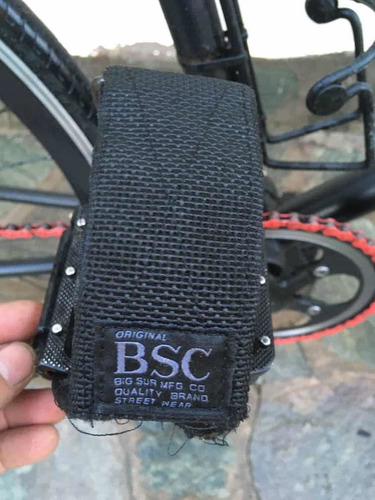 ORIGINAL
BSC
BIG SUR MFG. CO
QUALITY BRAND
STREET WEAR